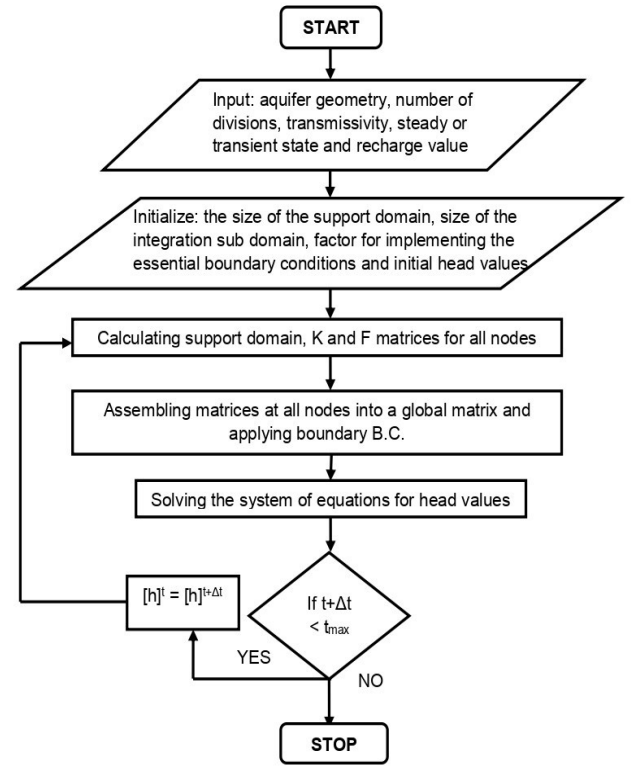 START
Input: aquifer geometry, number of
divisions, transmissivity, steady or
transient state and recharge value
Initialize: the size of the support domain, size of the
integration sub domain, factor for implementing the
essential boundary conditions and initial head values
Calculating support domain, K and F matrices for all nodes
Assembling matrices at all nodes into a global matrix and
applying boundary B.C.
Solving the system of equations for head values
[h]ᵗ = [h]ᵗ⁺Δᵗ
If t+Δt
< tₘₐₓ
YES
NO
STOP